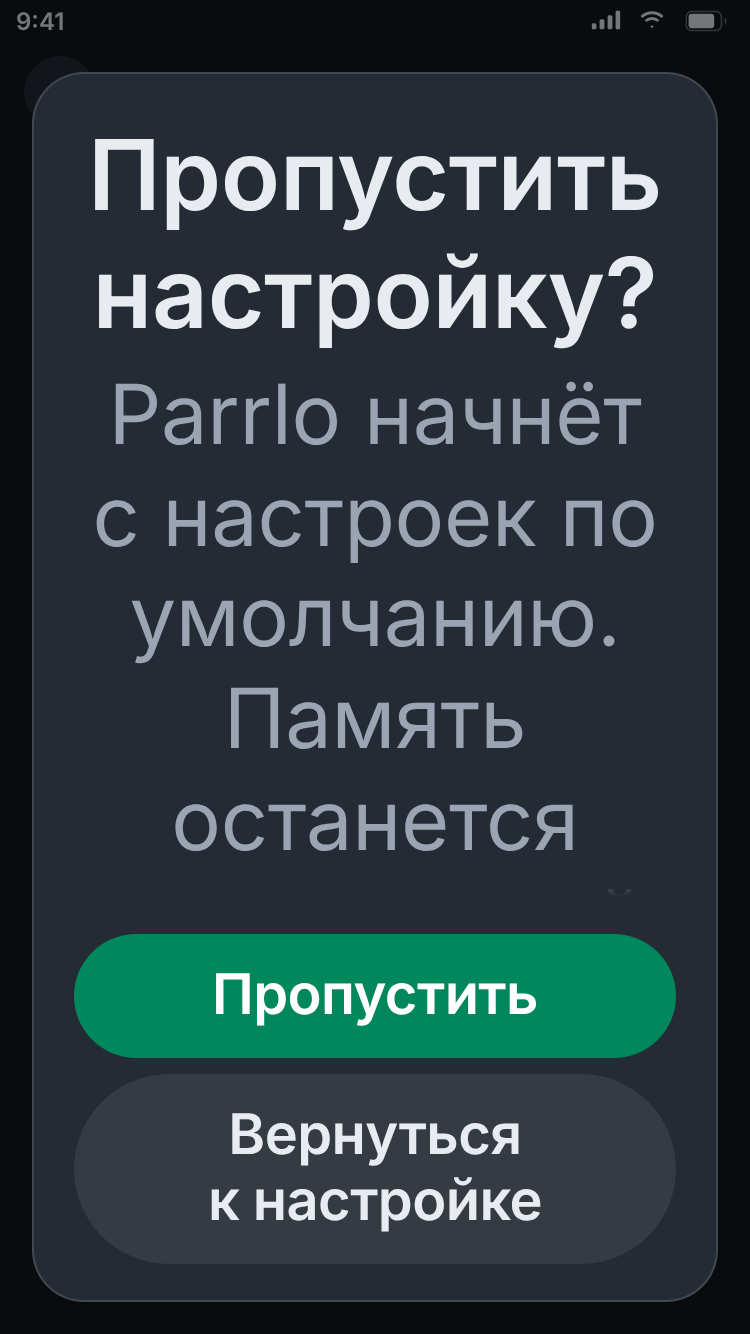 9:41
Пропустить
настройку?
Parrlo начнёт
с настроек по
умолчанию.
Память
останется
Пропустить
Вернуться
к настройке